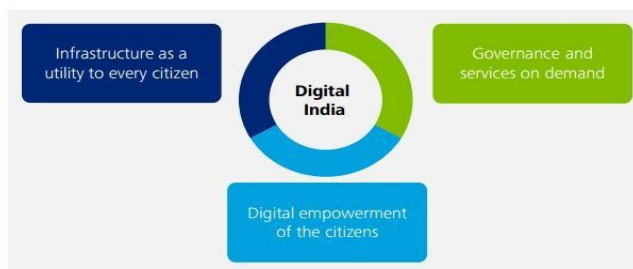 Infrastructure as a
utility to every citizen
Digital
India
Governance and
services on demand
Digital empowerment
of the citizens